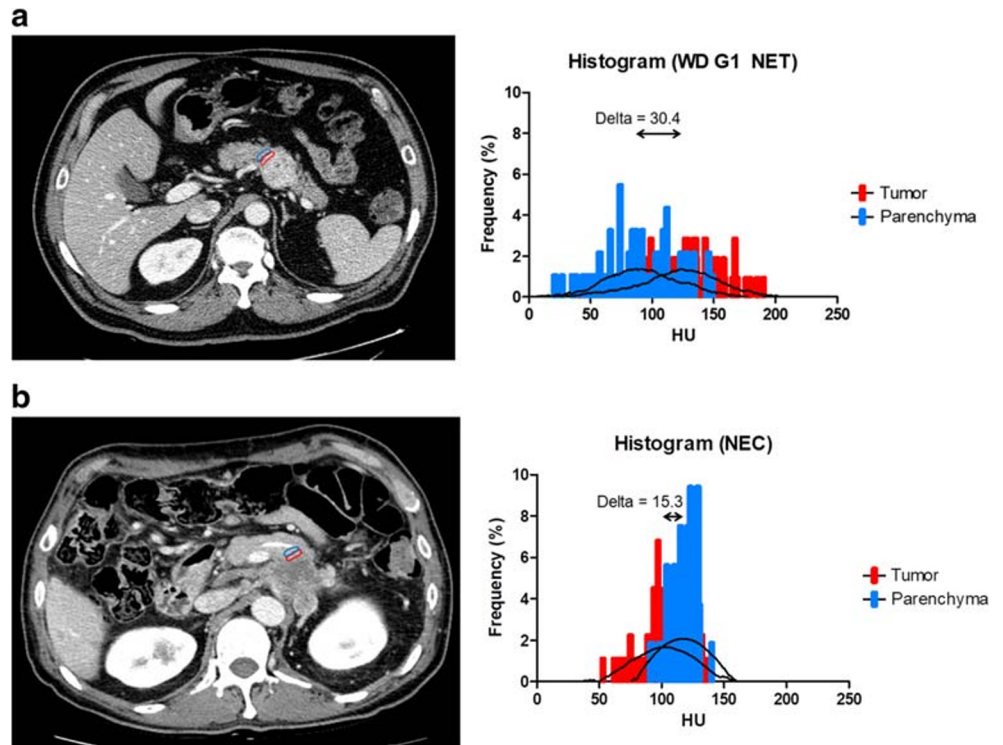 a
Histogram (WD G1 NET)
10
8
6
4
2
0
Frequency (%)
Delta = 30.4
0 50 100 150 200 250
HU
Tumor
Parenchyma
b
Histogram (NEC)
10
8
6
4
2
0
Frequency (%)
Delta = 15.3
0 50 100 150 200 250
HU
Tumor
Parenchyma